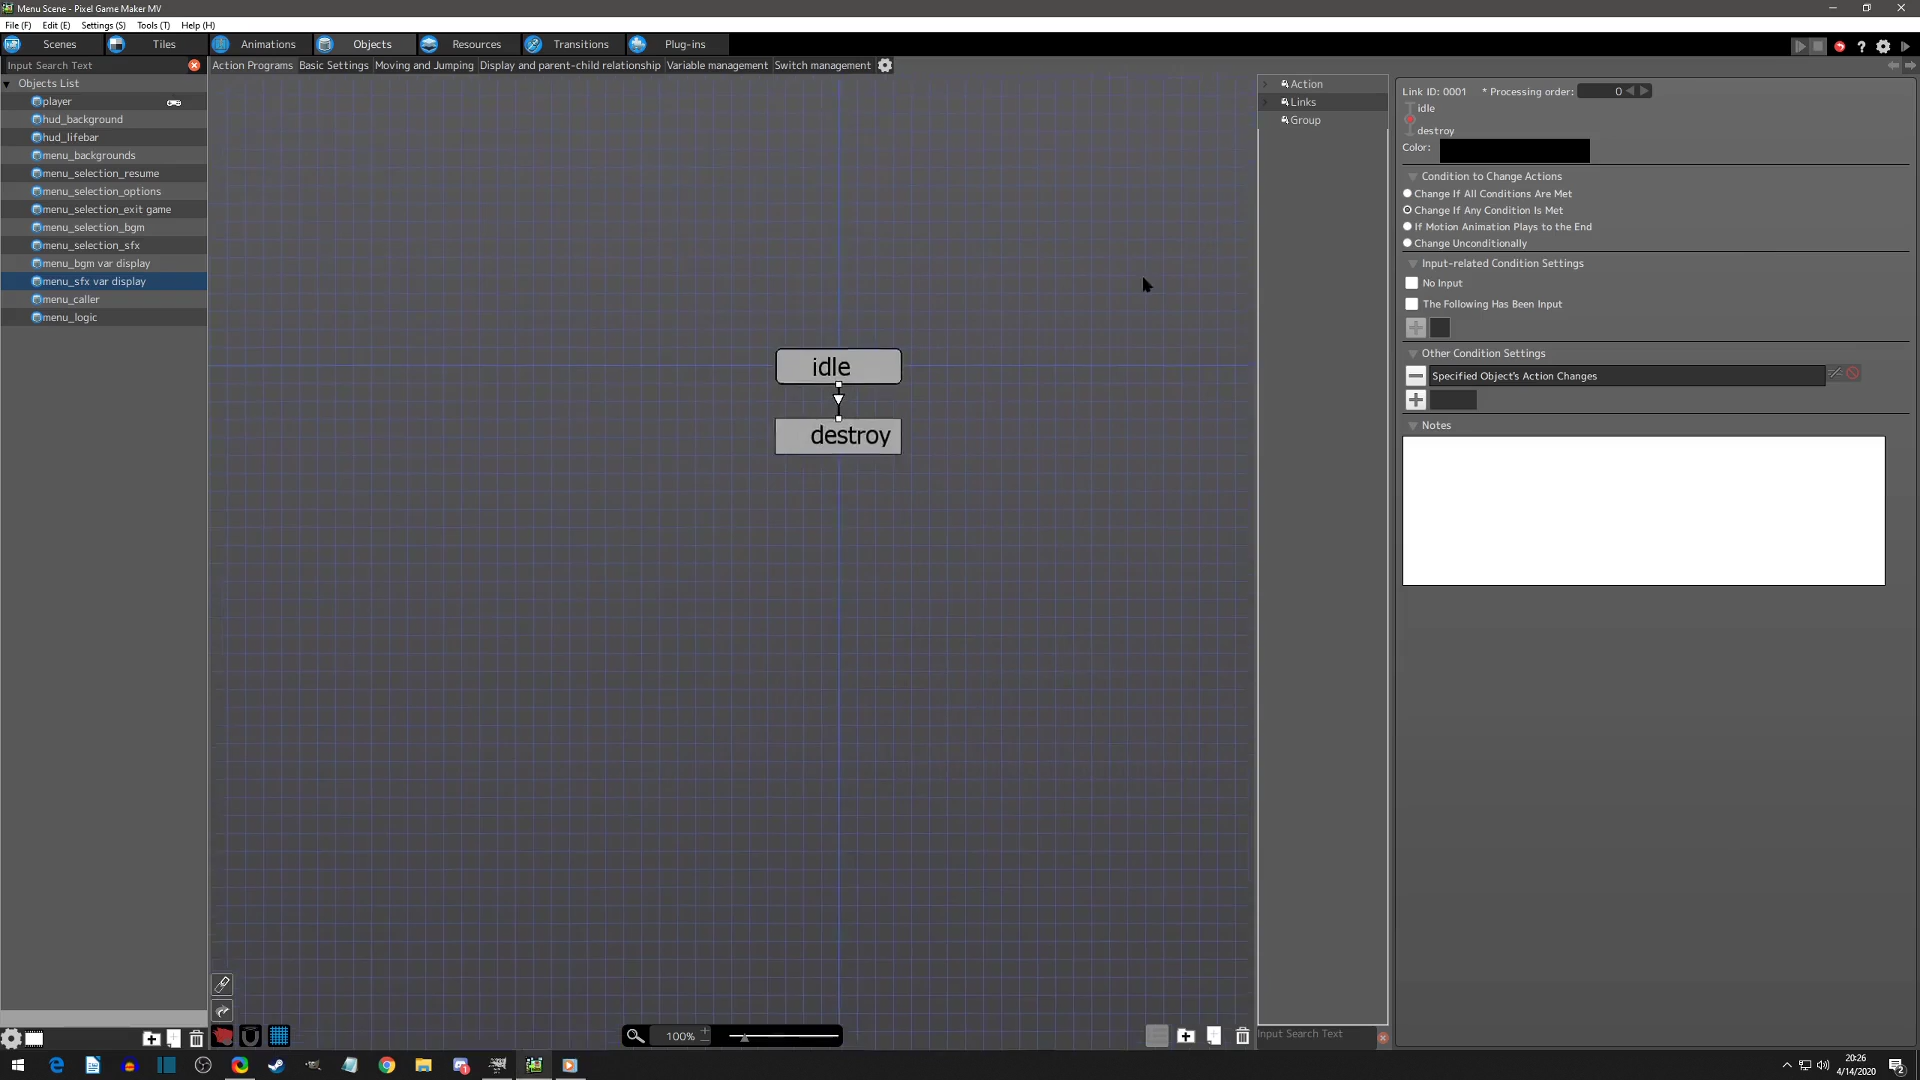 Menu Scene - Pixel Game Maker MV
File (F) Edit (E) Settings (S) Tools (T) Help (H)
Scenes Tiles Animations Objects Resources Transitions Plug-ins
Input Search Text
Action Programs Basic Settings Moving and Jumping Display and parent-child relationship Variable management Switch management
Objects List
player
hud_background
hud_lifebar
menu_backgrounds
menu_selection_resume
menu_selection_options
menu_selection_exit game
menu_selection_bgm
menu_selection_sfx
menu_bgm var display
menu_sfx var display
menu_caller
menu_logic
idle
destroy
100%
Action
Links
Group
Input Search Text
Link ID: 0001 * Processing order: 0
idle
destroy
Color:
Condition to Change Actions
Change If All Conditions Are Met
Change If Any Condition Is Met
If Motion Animation Plays to the End
Change Unconditionally
Input-related Condition Settings
No Input
The Following Has Been Input
Other Condition Settings
Specified Object's Action Changes
Notes
20:26
4/14/2020